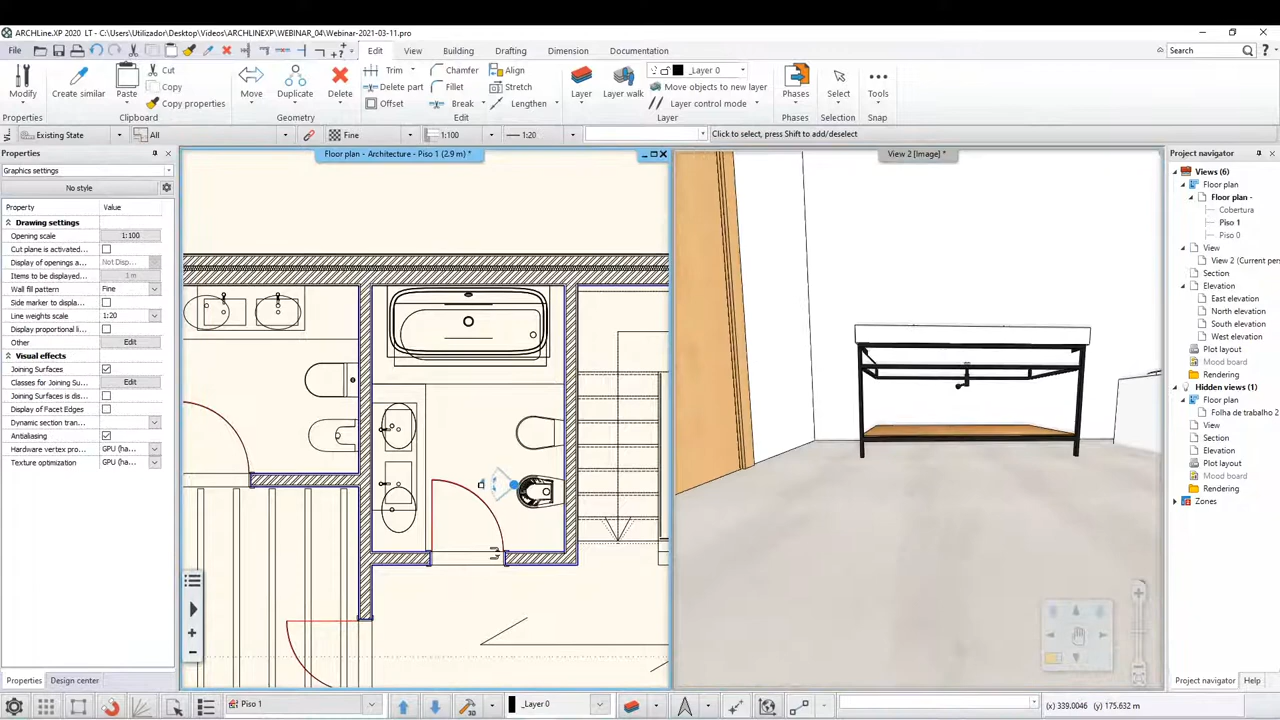 ARCHLine.XP 2020 LT - C:\Users\Utilizador\Desktop\Videos\ARCHLINEXP\WEBINAR_04\Webinar-2021-03-11.pro
File Edit View Building Drafting Dimension Documentation Search
Modify Create similar Paste Cut Copy Copy properties Move Duplicate Delete Trim Delete part Offset Chamfer Fillet Break Align Stretch Length Layer Layer walk _Layer 0 Move objects to new layer Layer control mode Phases Select Tools
Properties Clipboard Geometry Edit Layer Phases Selection Snap
Existing State All Fine 1:100 1:20 Click to select, press Shift to add/deselect
Properties
Graphics settings
No style
Property Value
Drawing settings
Opening scale 1:100
Cut plane is activated...
Display of openings a... Not Disp...
Items to be displayed... 1 m
Wall fill pattern Fine
Side marker to displa...
Line weights scale 1:20
Display proportional li...
Other Edit
Visual effects
Joining Surfaces
Classes for Joining Su... Edit
Joining Surfaces is dis...
Display of Facet Edges
Dynamic section tran...
Antialiasing
Hardware vertex pro... GPU (ha...
Texture optimization GPU (ha...
Properties Design center
Floor plan - Architecture - Piso 1 (2.9 m) *
View 2 [Image] *
Project navigator
Views (6)
Floor plan
Floor plan -
Cobertura
Piso 1
Piso 0
View
View 2 (Current per
Section
Elevation
East elevation
North elevation
South elevation
West elevation
Plot layout
Mood board
Rendering
Hidden views (1)
Floor plan
Folha de trabalho 2
View
Section
Elevation
Plot layout
Mood board
Rendering
Zones
Project navigator Help
Piso 1 _Layer 0 (x) 339.0046 (y) 175.632 m